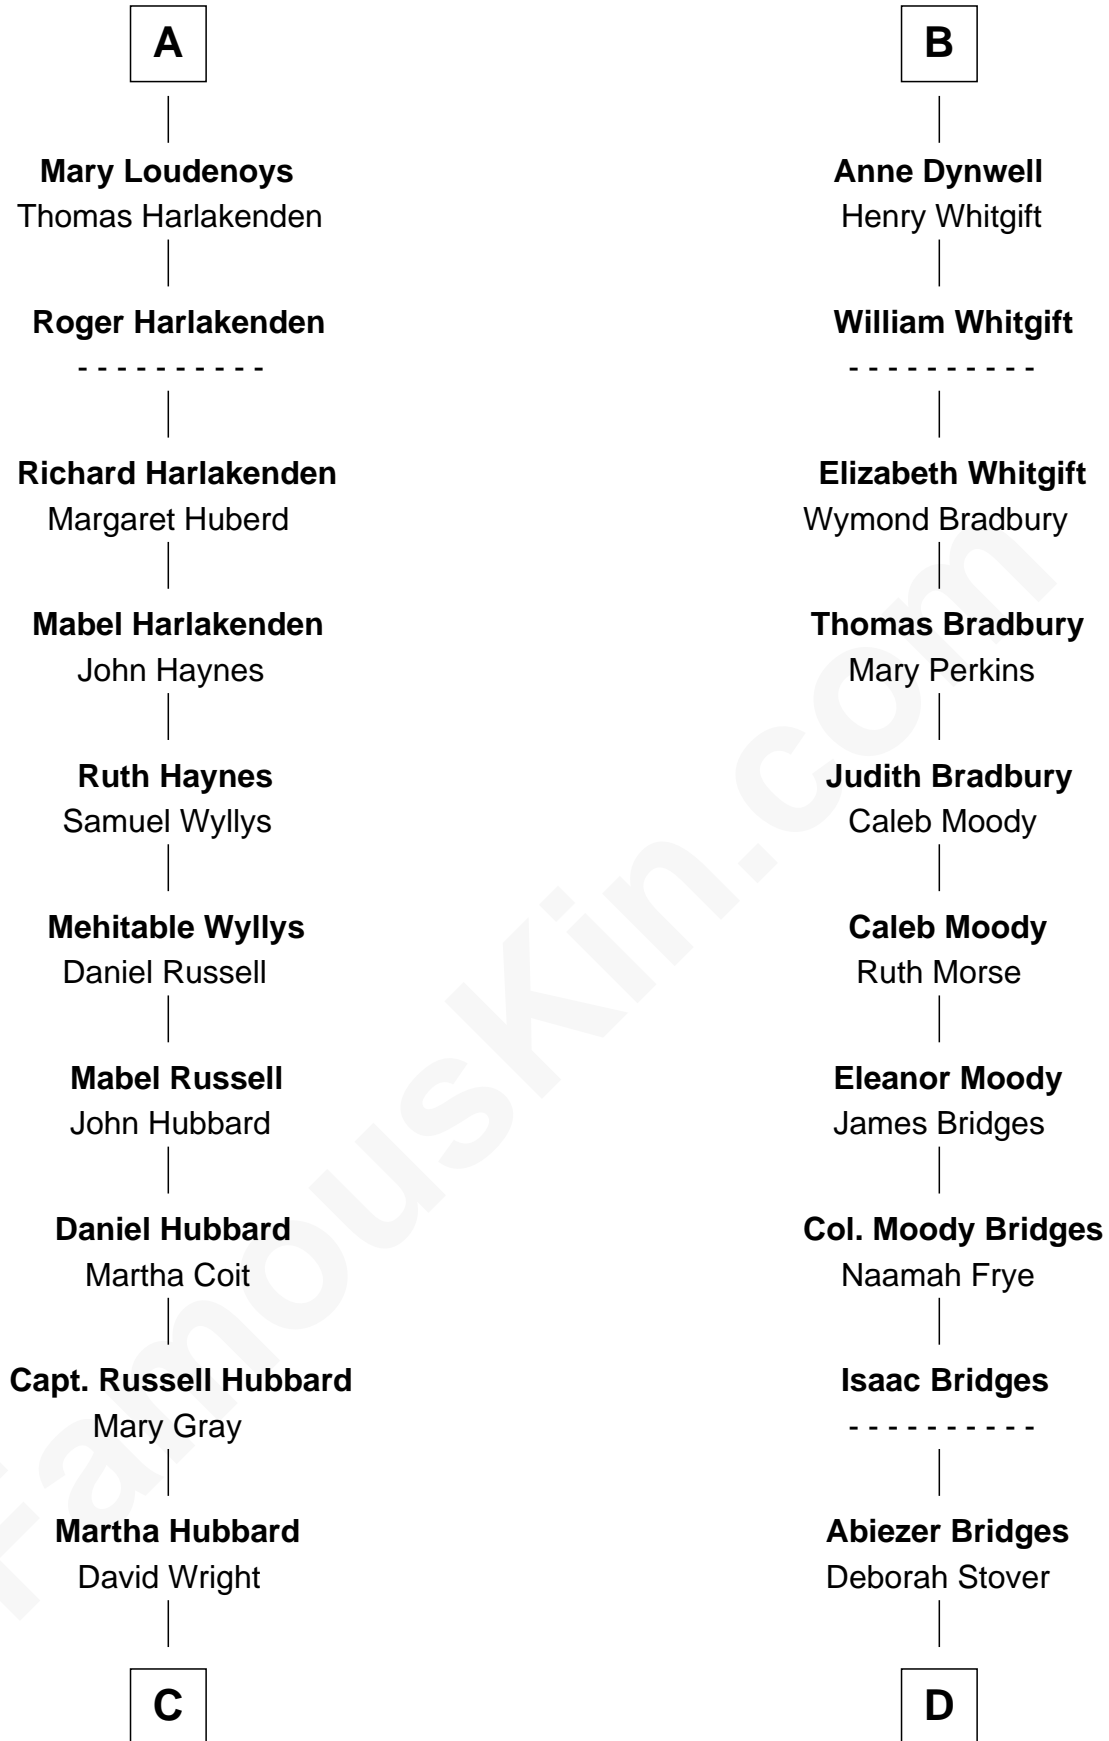 A
Mary Loudenoys
Thomas Harlakenden
Roger Harlakenden
- - - - - - - - - -
Richard Harlakenden
Margaret Huberd
Mabel Harlakenden
John Haynes
Ruth Haynes
Samuel Wyllys
Mehitable Wyllys
Daniel Russell
Mabel Russell
John Hubbard
Daniel Hubbard
Martha Coit
Capt. Russell Hubbard
Mary Gray
Martha Hubbard
David Wright
C
B
Anne Dynwell
Henry Whitgift
William Whitgift
- - - - - - - - - -
Elizabeth Whitgift
Wymond Bradbury
Thomas Bradbury
Mary Perkins
Judith Bradbury
Caleb Moody
Caleb Moody
Ruth Morse
Eleanor Moody
James Bridges
Col. Moody Bridges
Naamah Frye
Isaac Bridges
- - - - - - - - - -
Abiezer Bridges
Deborah Stover
D
FamousKin.com